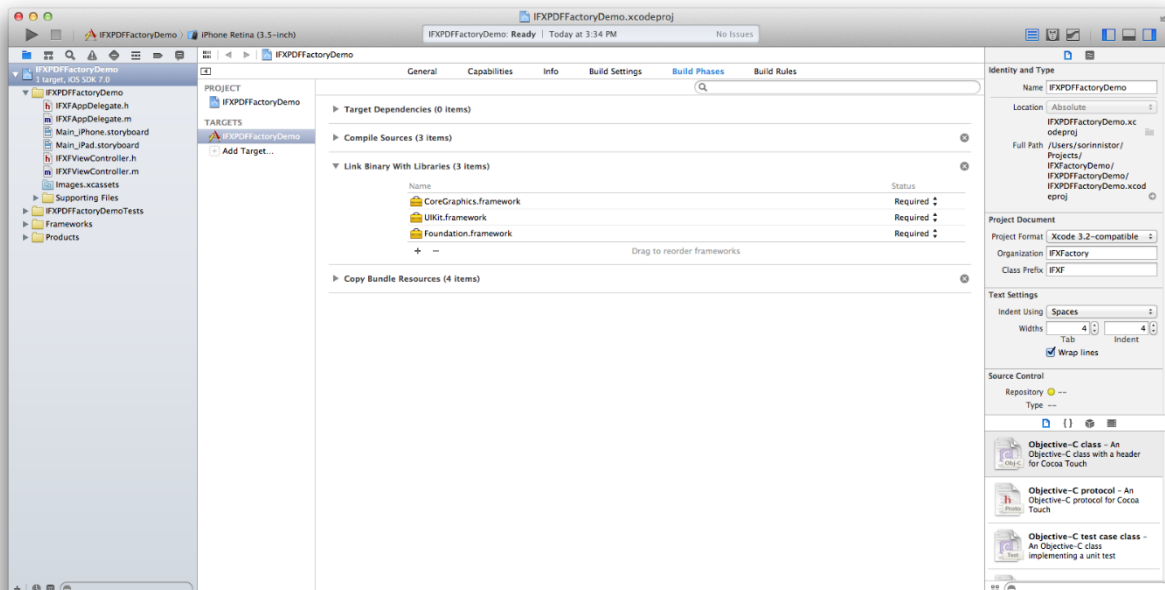 IFXPDFFactoryDemo.xcodeproj
IFXPDFFactoryDemo
iPhone Retina (3.5-inch)
IFXPDFFactoryDemo: Ready | Today at 3:34 PM
No Issues
IFXPDFFactoryDemo
1 target, iOS SDK 7.0
IFXPDFFactoryDemo
h IFXFAppDelegate.h
m IFXFAppDelegate.m
Main_iPhone.storyboard
Main_iPad.storyboard
h IFXFViewController.h
m IFXFViewController.m
Images.xcassets
Supporting Files
IFXPDFFactoryDemoTests
Frameworks
Products
IFXPDFFactoryDemo
PROJECT
IFXPDFFactoryDemo
TARGETS
IFXPDFFactoryDemo
Add Target...
General Capabilities Info Build Settings Build Phases Build Rules
Target Dependencies (0 items)
Compile Sources (3 items)
Link Binary With Libraries (3 items)
Name Status
CoreGraphics.framework Required
UIKit.framework Required
Foundation.framework Required
+ − Drag to reorder frameworks
Copy Bundle Resources (4 items)
Identity and Type
Name IFXPDFFactoryDemo
Location Absolute
IFXPDFFactoryDemo.xc
odeproj
Full Path /Users/sorinnistor/
Projects/
IFXFactoryDemo/
IFXPDFFactoryDemo/
IFXPDFFactoryDemo.xcod
eproj
Project Document
Project Format Xcode 3.2-compatible
Organization IFXFactory
Class Prefix IFXF
Text Settings
Indent Using Spaces
Widths 4 4
Tab Indent
Wrap lines
Source Control
Repository --
Type --
{}
Obj-C
Objective-C class - An
Objective-C class with a header
for Cocoa Touch
h
Proto
Objective-C protocol - An
Objective-C protocol for Cocoa
Touch
Test
Objective-C test case class -
An Objective-C class
implementing a unit test